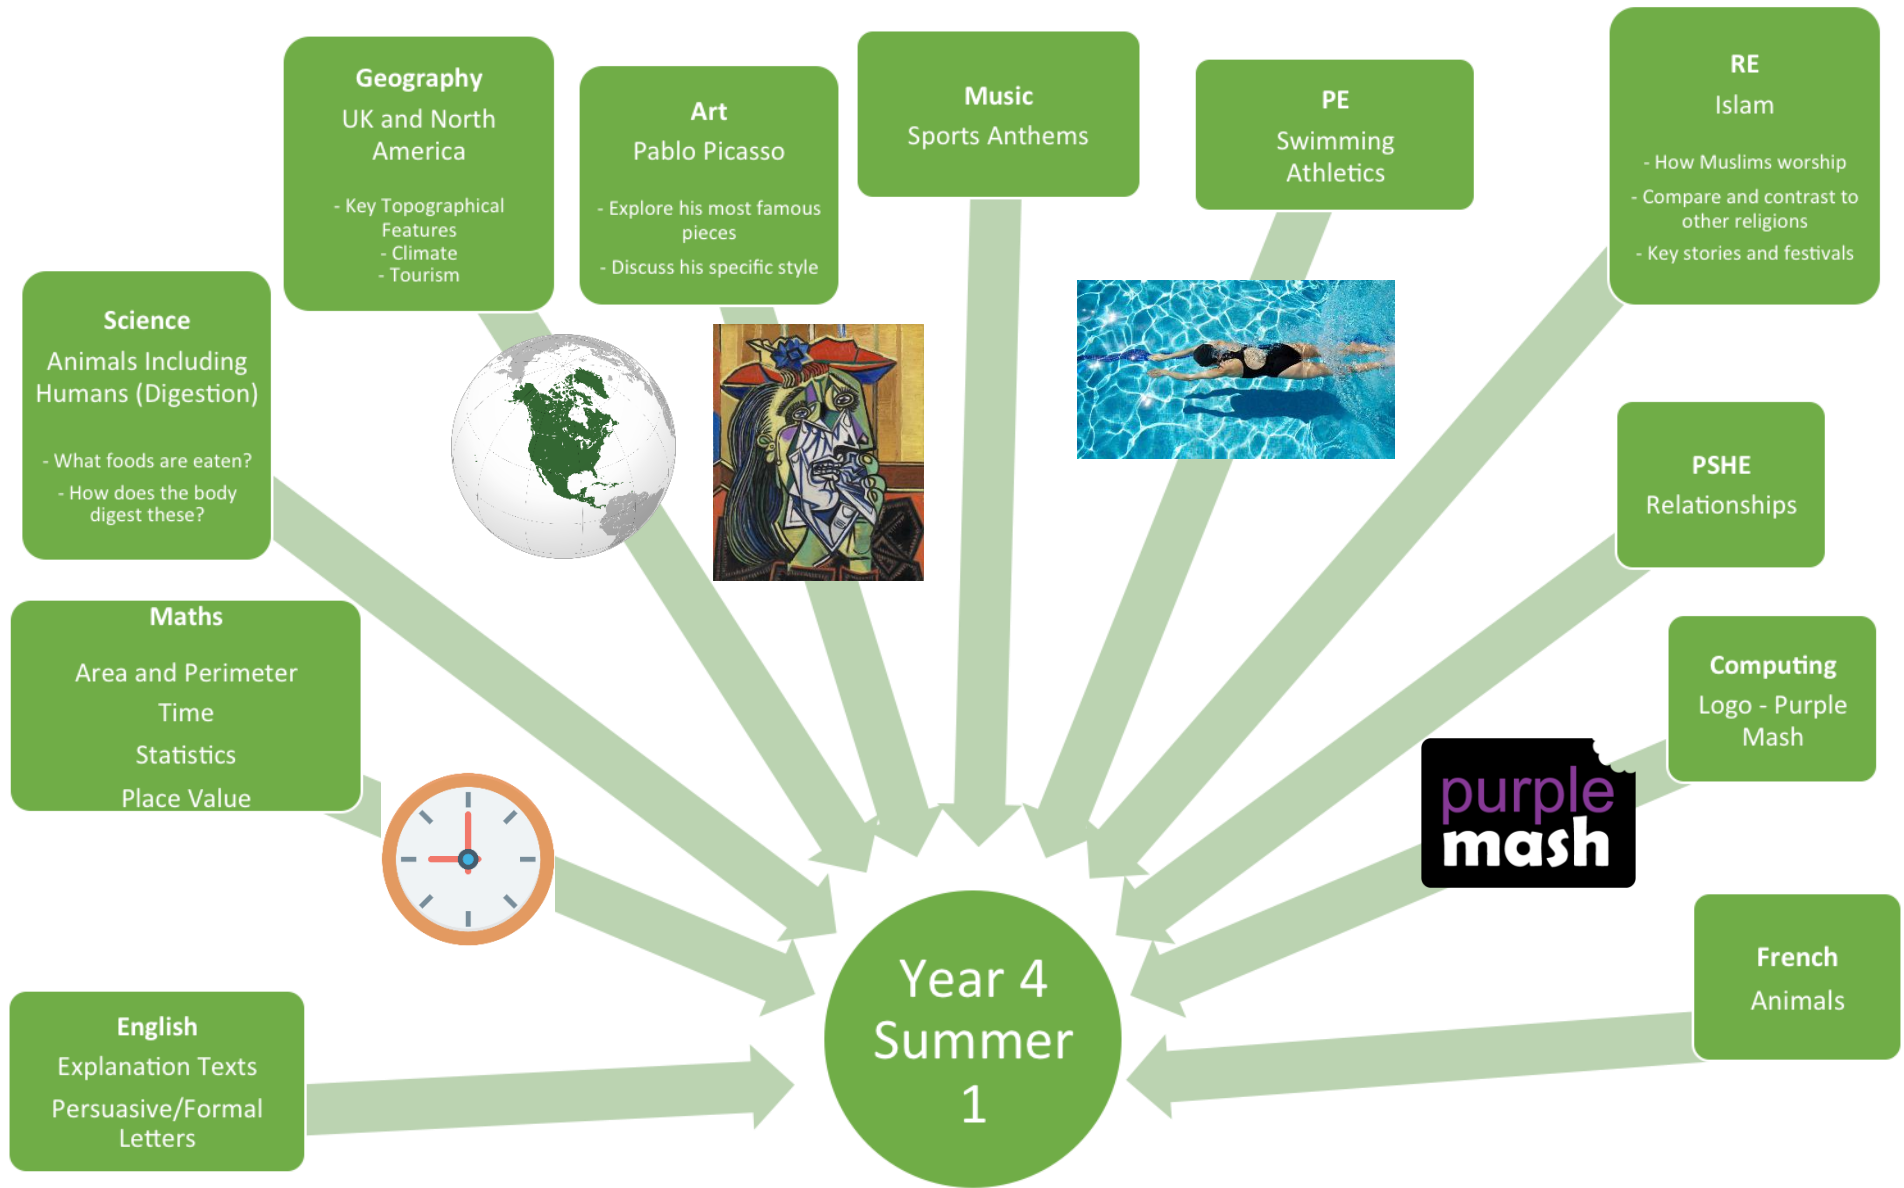 Geography
UK and North
America
- Key Topographical
Features
- Climate
- Tourism
Art
Pablo Picasso
- Explore his most famous
pieces
- Discuss his specific style
Music
Sports Anthems
PE
Swimming
Athletics
RE
Islam
- How Muslims worship
- Compare and contrast to
other religions
- Key stories and festivals
Science
Animals Including
Humans (Digestion)
- What foods are eaten?
- How does the body
digest these?
PSHE
Relationships
Maths
Area and Perimeter
Time
Statistics
Place Value
Computing
Logo - Purple
Mash
purple
mash
French
Animals
English
Explanation Texts
Persuasive/Formal
Letters
Year 4
Summer
1